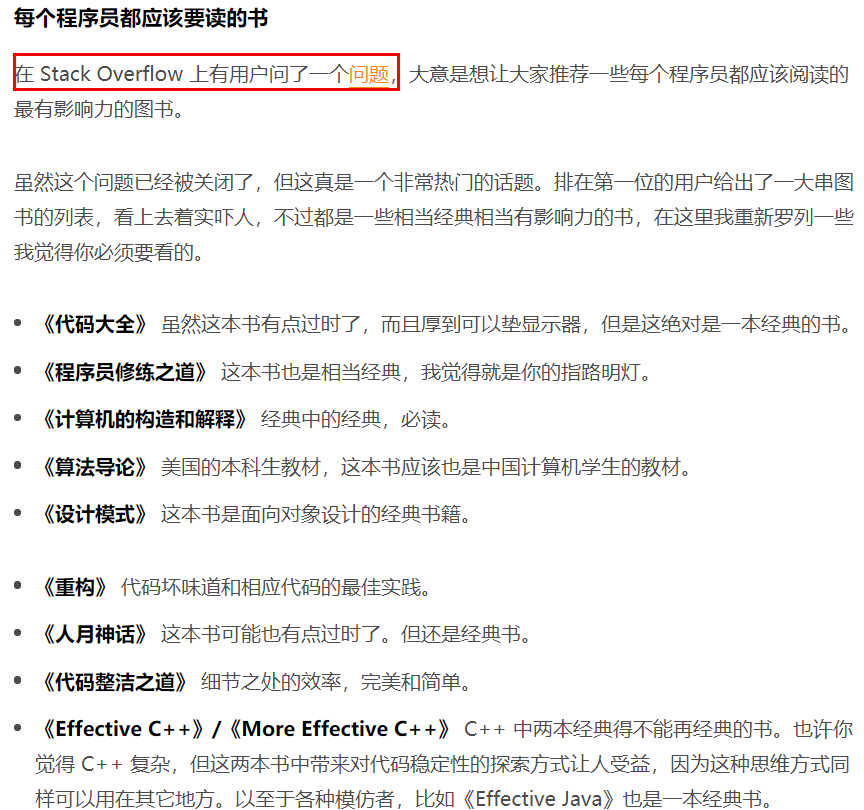 每个程序员都应该要读的书
在 Stack Overflow 上有用户问了一个问题，大意是想让大家推荐一些每个程序员都应该阅读的
最有影响力的图书。
虽然这个问题已经被关闭了，但这真是一个非常热门的话题。排在第一位的用户给出了一大串图
书的列表，看上去着实吓人，不过都是一些相当经典相当有影响力的书，在这里我重新罗列一些
我觉得你必须要看的。
• 《代码大全》 虽然这本书有点过时了，而且厚到可以垫显示器，但是这绝对是一本经典的书。
• 《程序员修练之道》 这本书也是相当经典，我觉得就是你的指路明灯。
• 《计算机的构造和解释》 经典中的经典，必读。
• 《算法导论》 美国的本科生教材，这本书应该也是中国计算机学生的教材。
• 《设计模式》 这本书是面向对象设计的经典书籍。
• 《重构》 代码坏味道和相应代码的最佳实践。
• 《人月神话》 这本书可能也有点过时了。但还是经典书。
• 《代码整洁之道》 细节之处的效率，完美和简单。
• 《Effective C++》/《More Effective C++》 C++ 中两本经典得不能再经典的书。也许你
觉得 C++ 复杂，但这两本书中带来对代码稳定性的探索方式让人受益，因为这种思维方式同
样可以用在其它地方。以至于各种模仿者，比如《Effective Java》也是一本经典书。